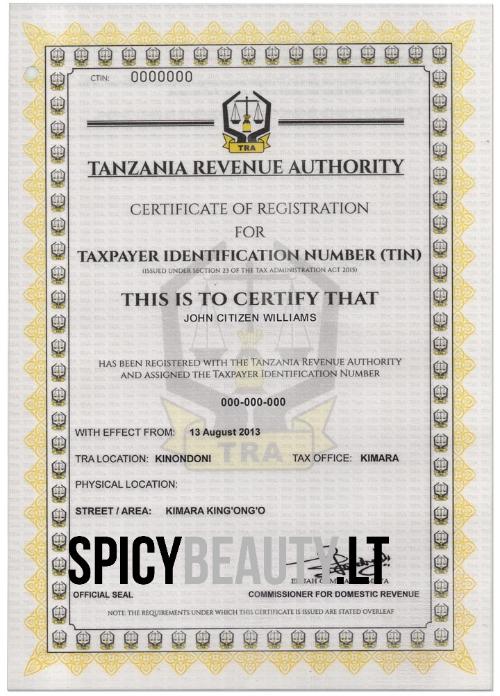 CTIN: 0000000
TRA
TANZANIA REVENUE AUTHORITY
CERTIFICATE OF REGISTRATION
FOR
TAXPAYER IDENTIFICATION NUMBER (TIN)
(ISSUED UNDER SECTION 23 OF THE TAX ADMINISTRATION ACT 2015)
THIS IS TO CERTIFY THAT
JOHN CITIZEN WILLIAMS
HAS BEEN REGISTERED WITH THE TANZANIA REVENUE AUTHORITY
AND ASSIGNED THE TAXPAYER IDENTIFICATION NUMBER
000-000-000
WITH EFFECT FROM: 13 August 2013
TRA
TRA LOCATION: KINONDONI TAX OFFICE: KIMARA
PHYSICAL LOCATION:
STREET / AREA: KIMARA KING'ONG'O
SPICYBEAUTY.LT
OFFICIAL SEAL COMMISSIONER FOR DOMESTIC REVENUE
NOTE: THE REQUIREMENTS UNDER WHICH THIS CERTIFICATE IS ISSUED ARE STATED OVERLEAF